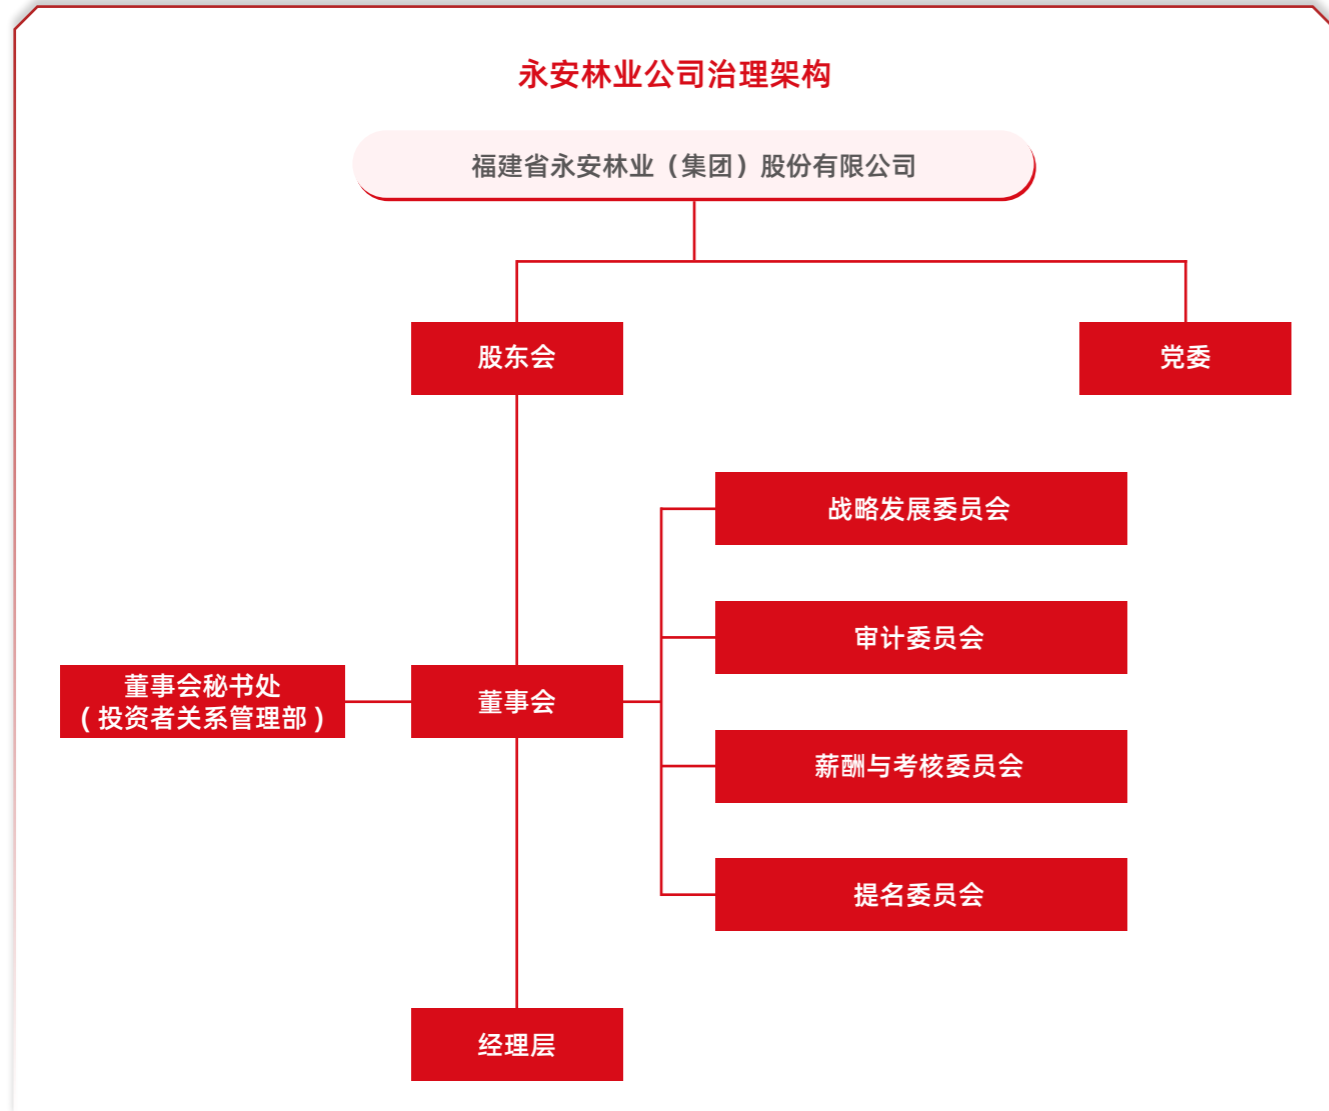 永安林业公司治理架构
福建省永安林业（集团）股份有限公司
股东会
党委
战略发展委员会
审计委员会
董事会秘书处
（投资者关系管理部）
董事会
薪酬与考核委员会
提名委员会
经理层